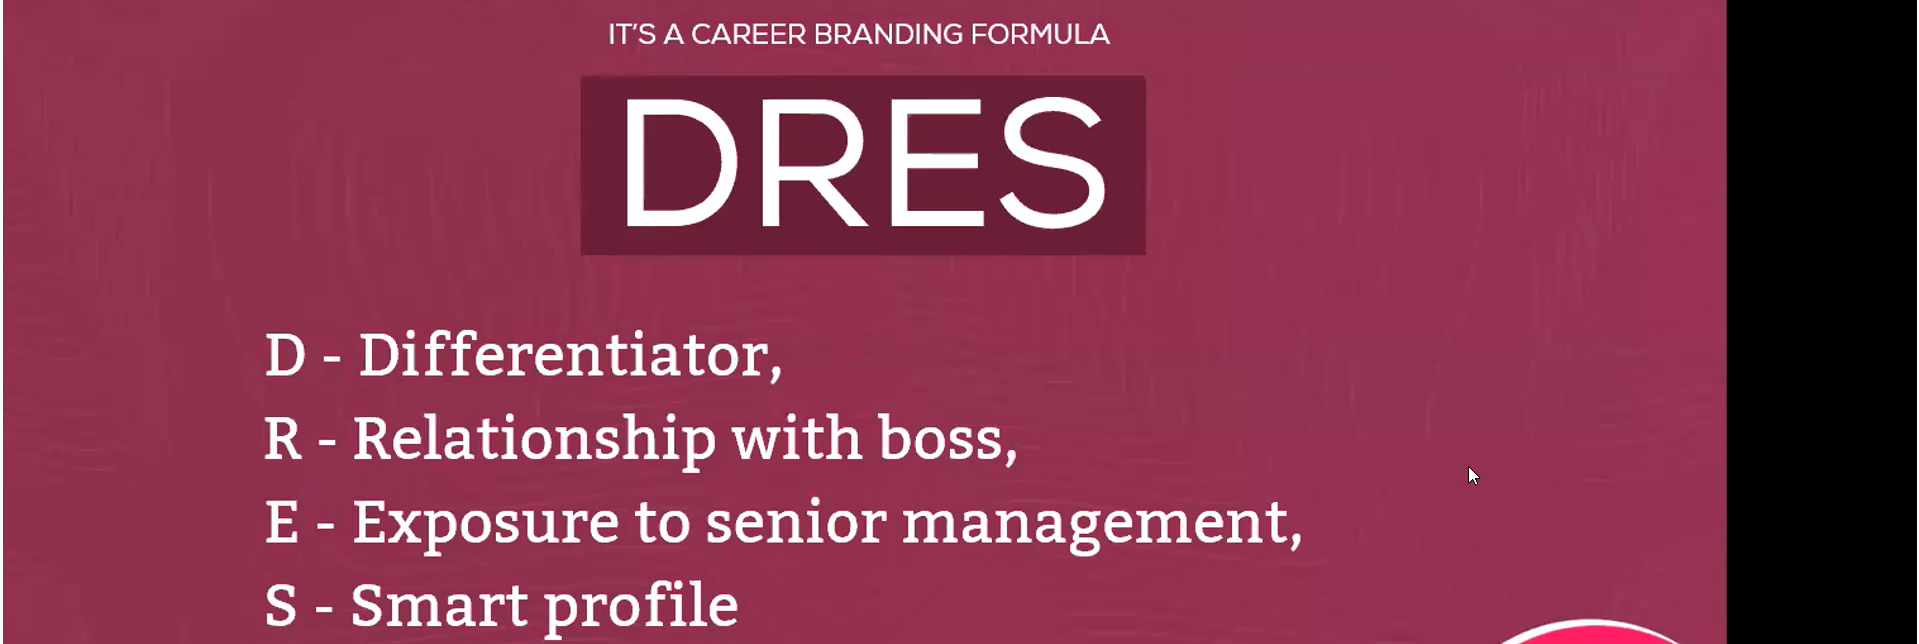 IT'S A CAREER BRANDING FORMULA
DRES
D - Differentiator,
R - Relationship with boss,
E - Exposure to senior management,
S - Smart profile